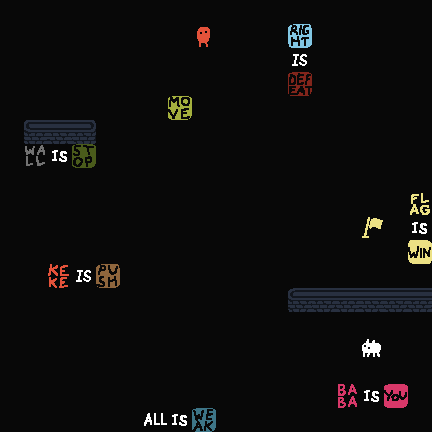 RIGHT
IS
DEFEAT
MOVE
WALL IS STOP
FLAG
IS
WIN
KEKE IS PUSH
BABA IS YOU
ALL IS WEAK